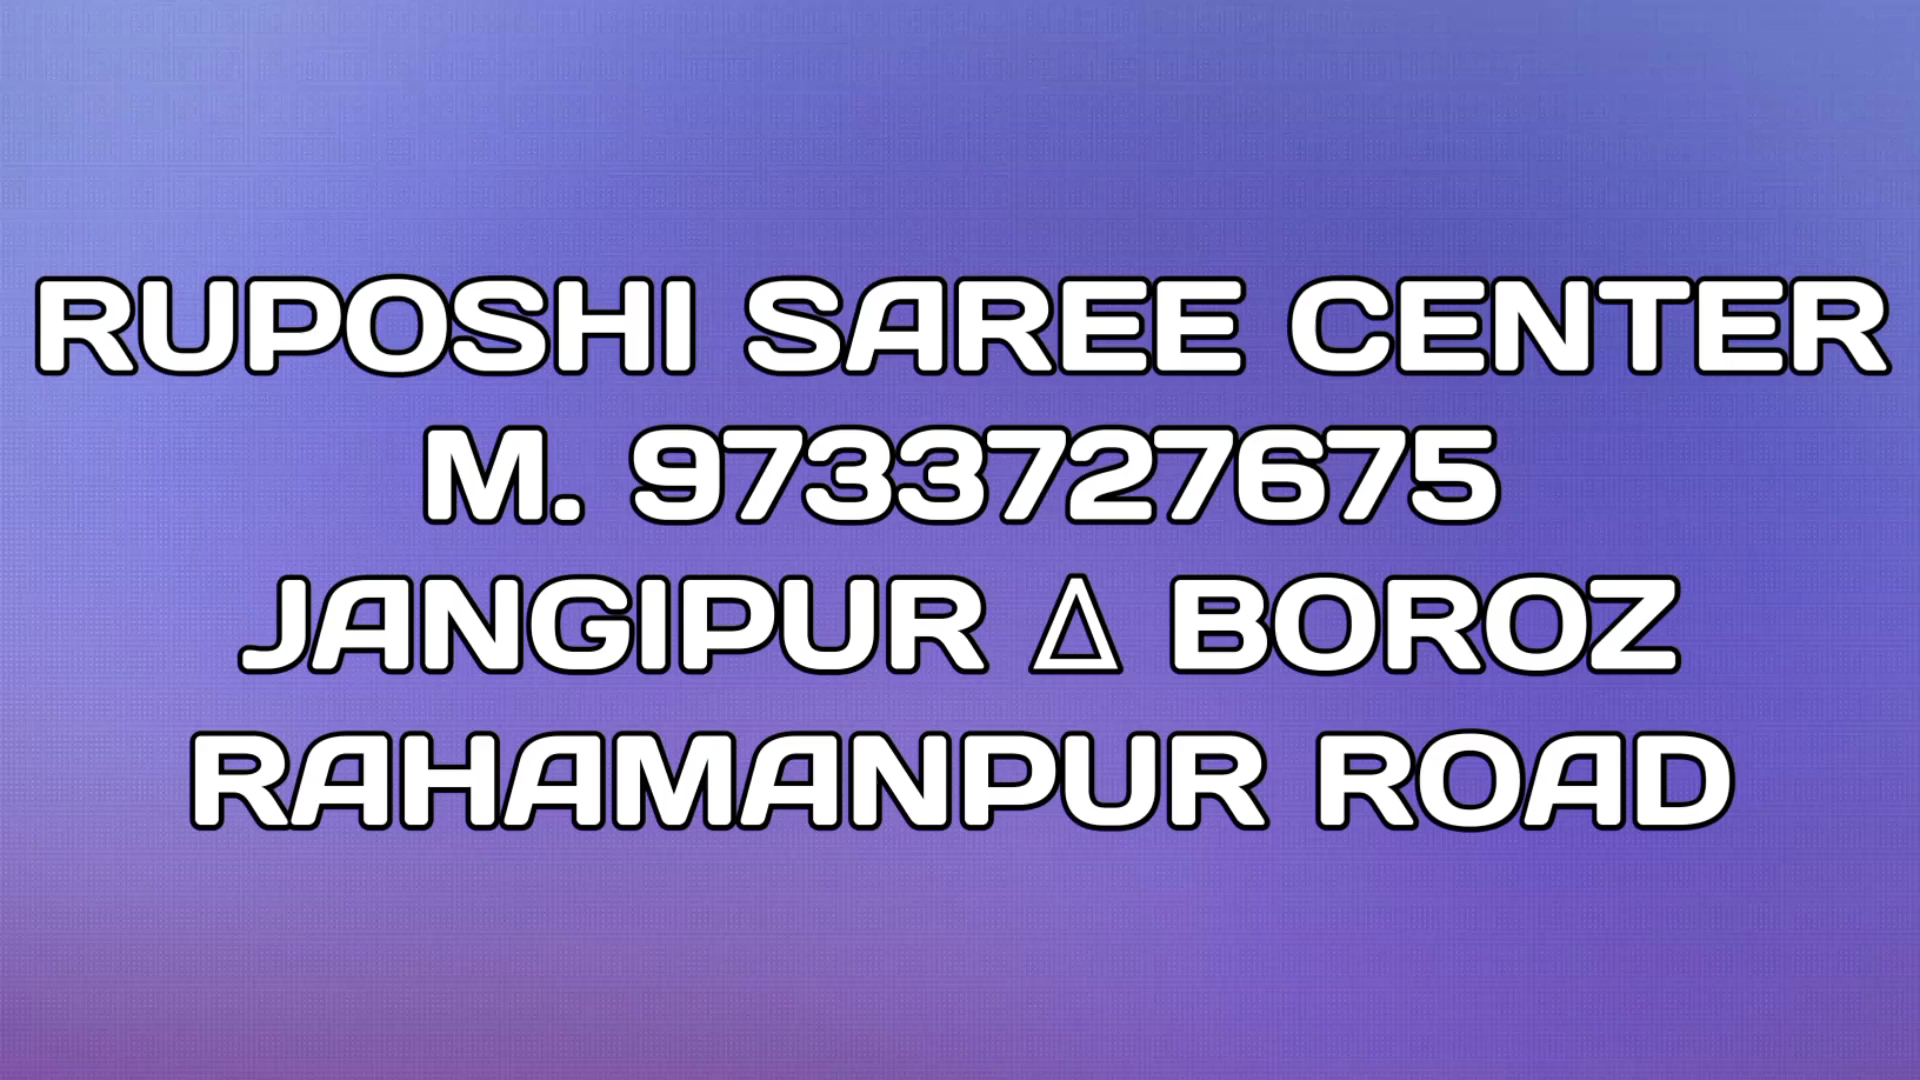 RUPOSHI SAREE CENTER
M. 9733727675
JANGIPUR ∆ BOROZ
RAHAMANPUR ROAD